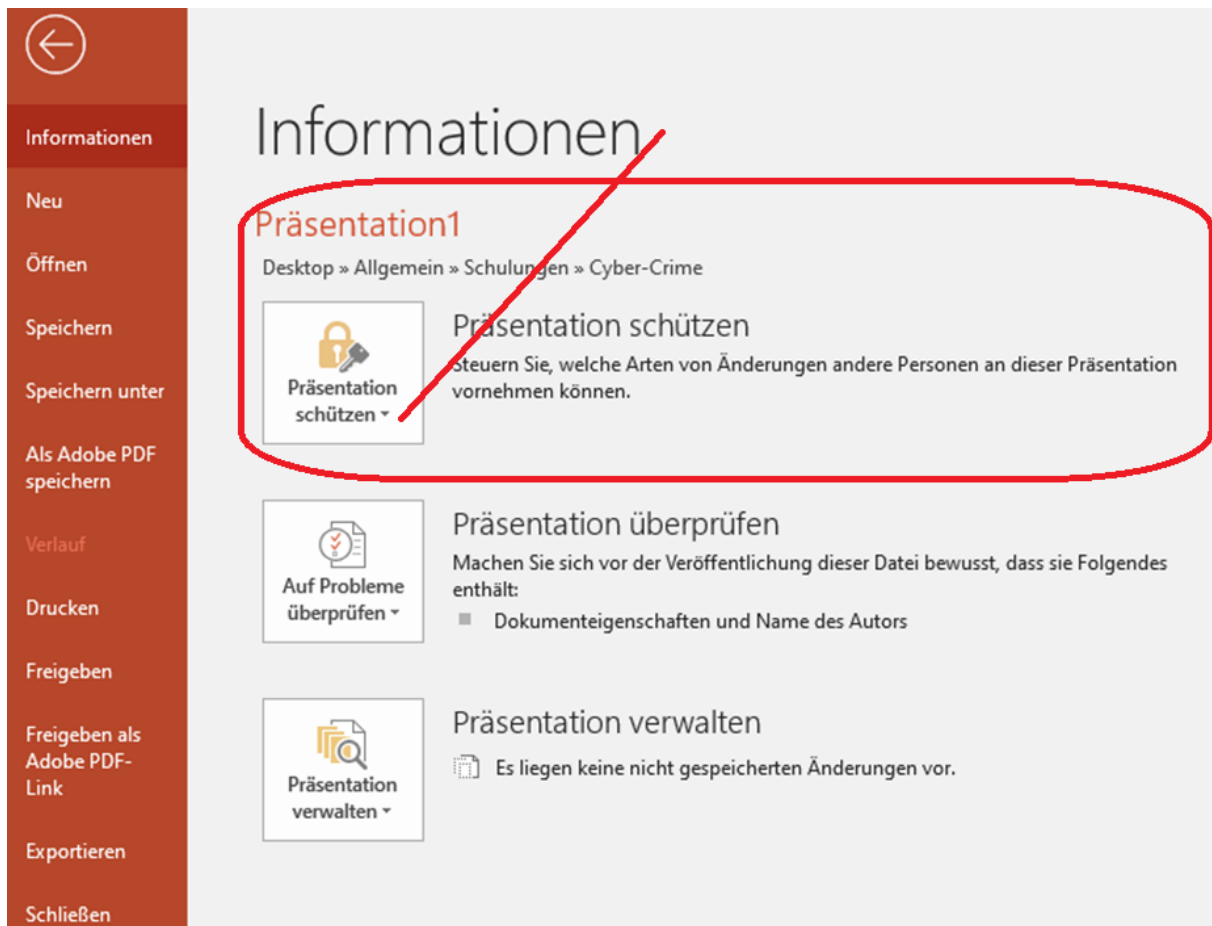 Informationen
Neu
Öffnen
Speichern
Speichern unter
Als Adobe PDF
speichern
Verlauf
Drucken
Freigeben
Freigeben als
Adobe PDF-
Link
Exportieren
Schließen
Informationen
Präsentation1
Desktop » Allgemein » Schulungen » Cyber-Crime
Präsentation
schützen
Präsentation schützen
Steuern Sie, welche Arten von Änderungen andere Personen an dieser Präsentation
vornehmen können.
Auf Probleme
überprüfen
Präsentation überprüfen
Machen Sie sich vor der Veröffentlichung dieser Datei bewusst, dass sie Folgendes
enthält:
Dokumenteigenschaften und Name des Autors
Präsentation
verwalten
Präsentation verwalten
Es liegen keine nicht gespeicherten Änderungen vor.